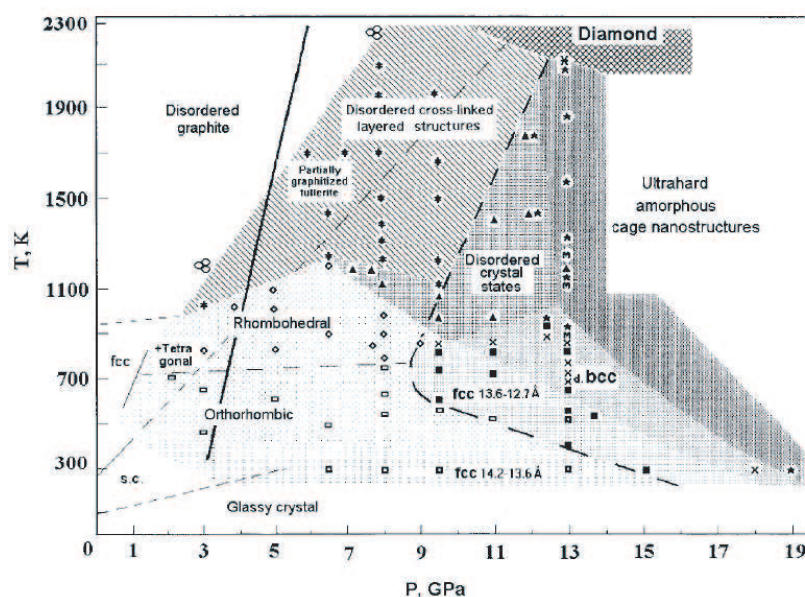 2300
1900
1500
1100
700
300
0
T, K
Diamond
Disordered
graphite
Disordered cross-linked
layered structures
Partially
graphitized
fullerite
Ultrahard
amorphous
cage nanostructures
Disordered
crystal
states
Rhombohedral
+Tetra
gonal
fcc
d. bcc
fcc 13.6-12.7 Å
Orthorhombic
s.c.
fcc 14.2-13.6 Å
Glassy crystal
0 1 3 5 7 9 11 13 15 17 19
P, GPa